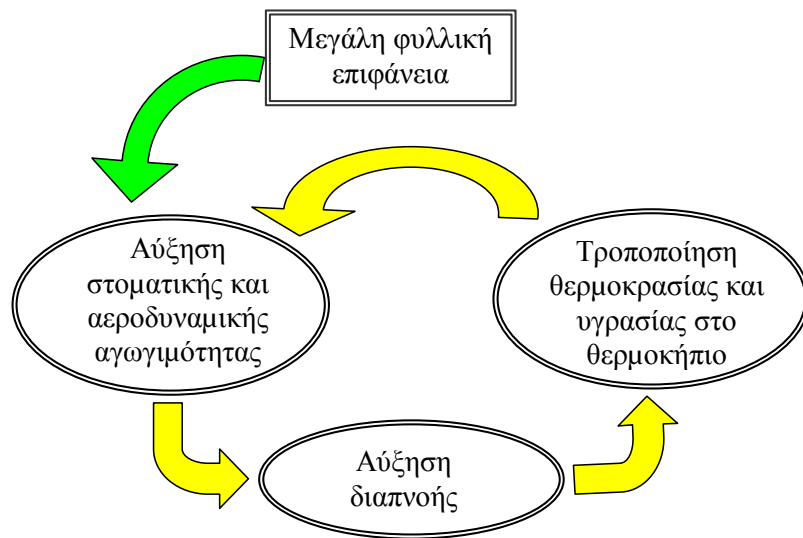 Μεγάλη φυλλική
επιφάνεια
Αύξηση
στοματικής και
αεροδυναμικής
αγωγιμότητας
Τροποποίηση
θερμοκρασίας και
υγρασίας στο
θερμοκήπιο
Αύξηση
διαπνοής